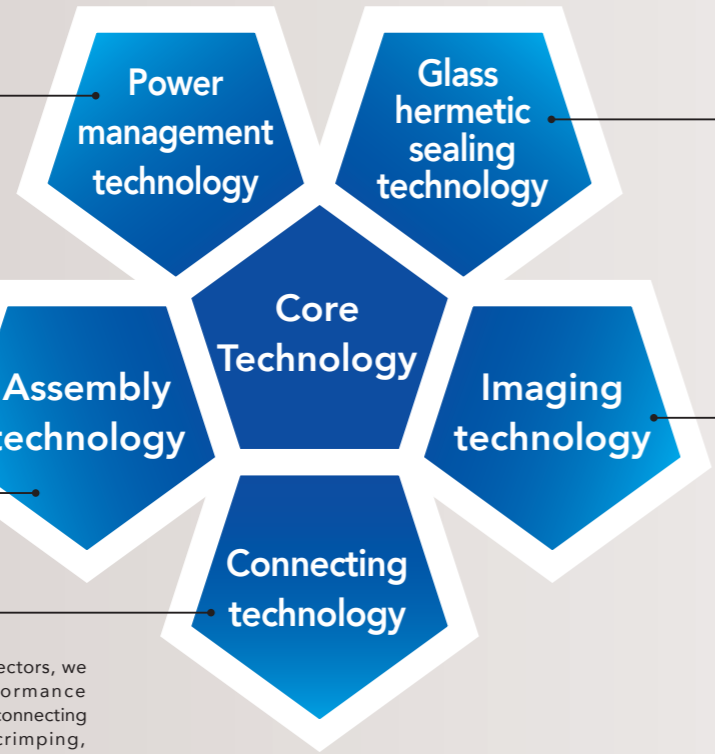 Power
management
technology
Glass
hermetic
sealing
technology
Core
Technology
Assembly
technology
Imaging
technology
Connecting
technology
ectors, we
ormance
connecting
crimping,